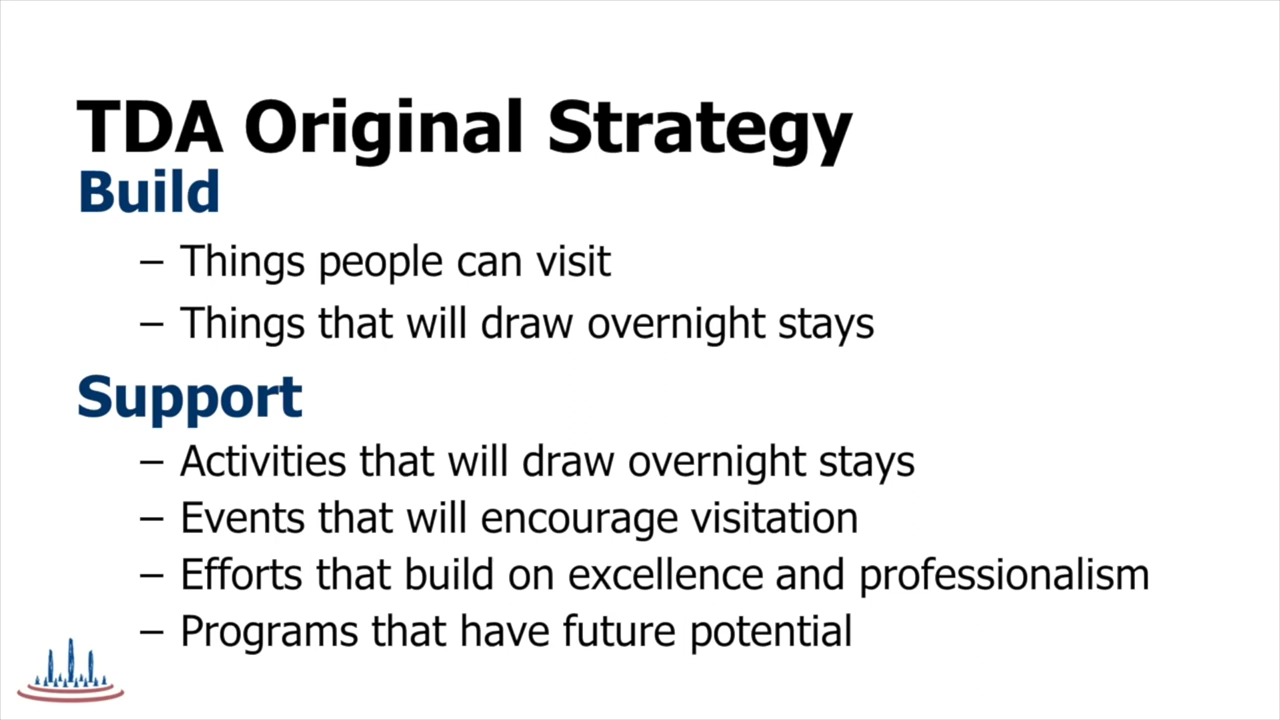 TDA Original Strategy
Build
– Things people can visit
– Things that will draw overnight stays
Support
– Activities that will draw overnight stays
– Events that will encourage visitation
– Efforts that build on excellence and professionalism
– Programs that have future potential